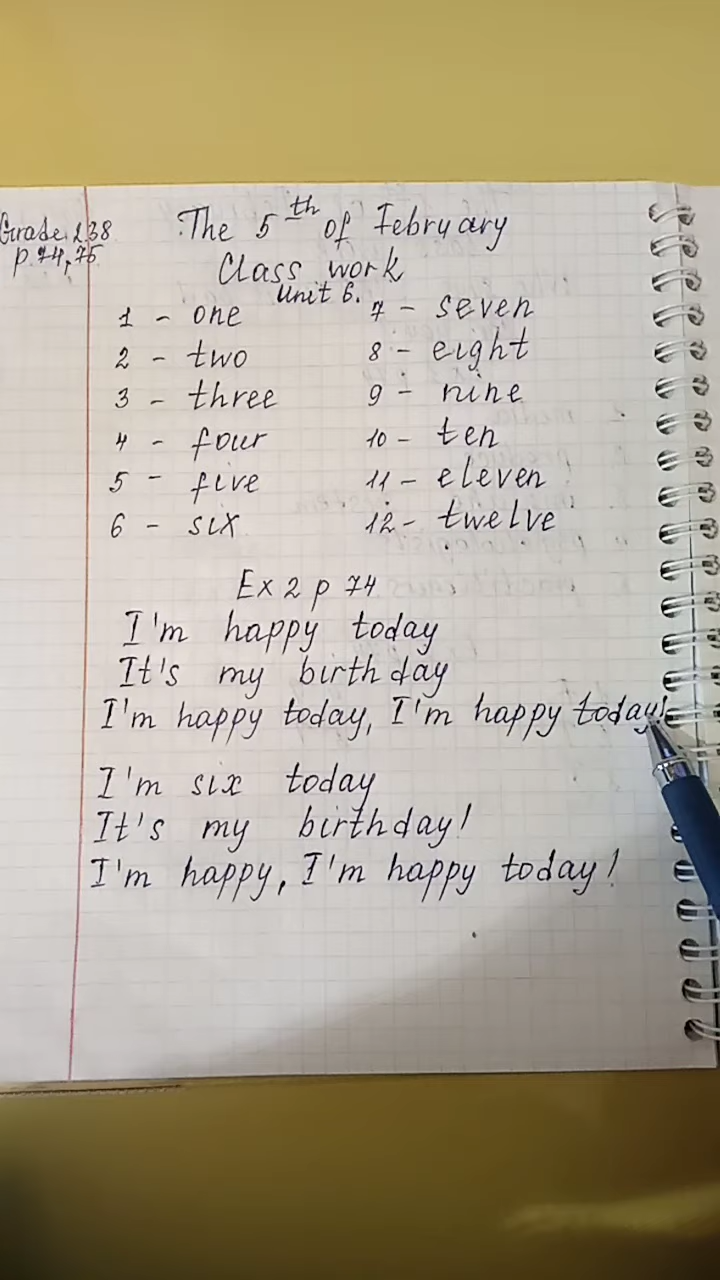 Grade 2 38
p. 74, 75
The 5th of February
Class work
Unit 6.
1 - one
2 - two
3 - three
4 - four
5 - five
6 - six
7 - seven
8 - eight
9 - nine
10 - ten
11 - eleven
12 - twelve
Ex 2 p 74
I'm happy today
It's my birthday
I'm happy today, I'm happy today!
I'm six today
It's my birthday!
I'm happy, I'm happy today!